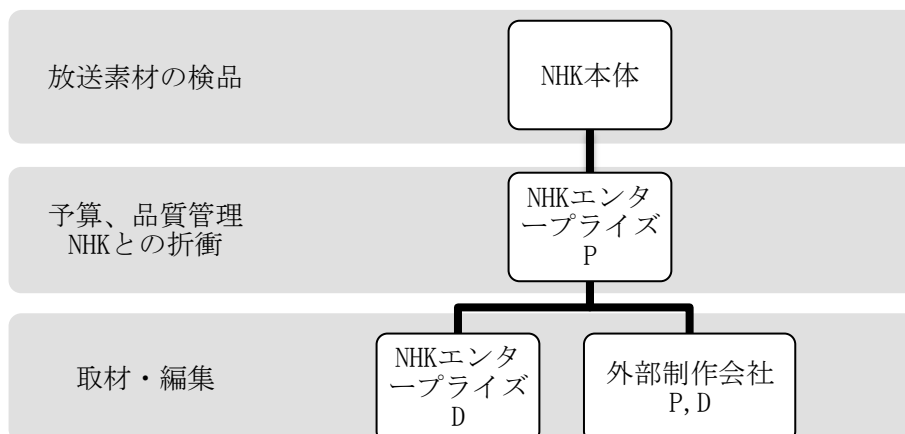 放送素材の検品
NHK本体
予算、品質管理
NHKとの折衝
NHKエンタ
ープライズ
P
取材・編集
NHKエンタ
ープライズ
D
外部制作会社
P,D